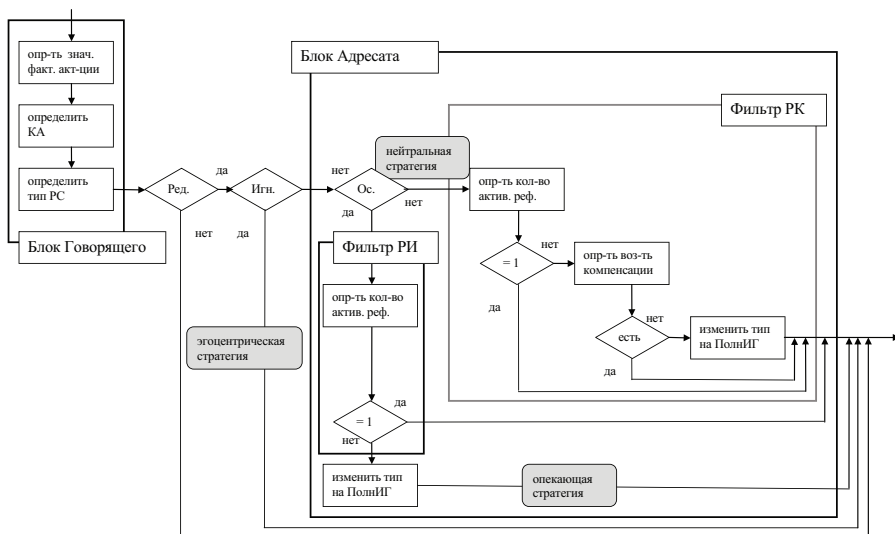 Блок Адресата
опр-ть знач.
факт. акт-ции
определить
КА
определить
тип РС
Блок Говорящего
Ред.
да
нет
Игн.
да
нет
Ос.
нет
да
нейтральная
стратегия
Фильтр РК
опр-ть кол-во
актив. реф.
= 1
нет
да
опр-ть воз-ть
компенсации
есть
нет
да
изменить тип
на ПолнИГ
Фильтр РИ
опр-ть кол-во
актив. реф.
= 1
да
нет
эгоцентрическая
стратегия
изменить тип
на ПолнИГ
опекающая
стратегия